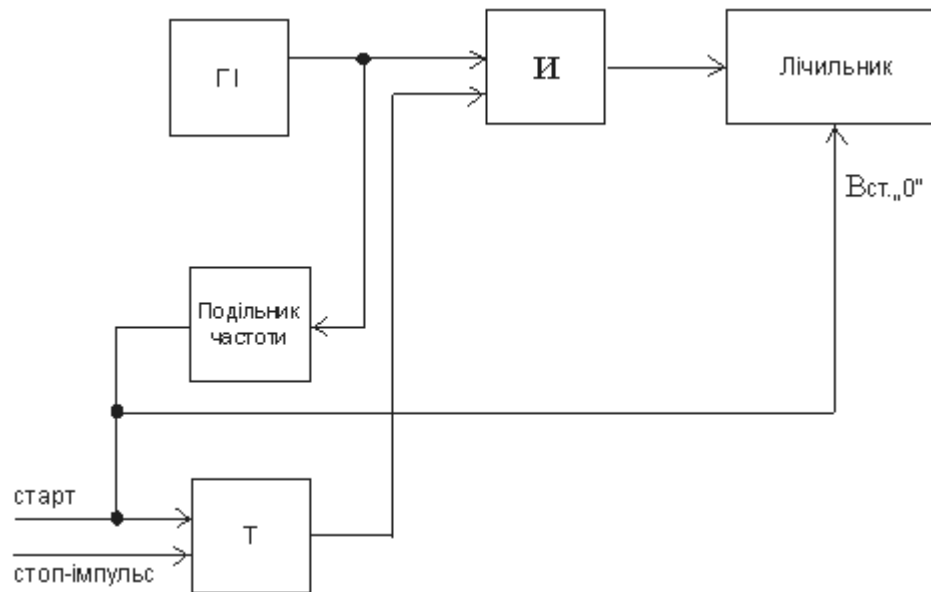 ГІ
И
Лічильник
Вст.„0"
Подільник
частоти
старт
Т
стоп-імпульс